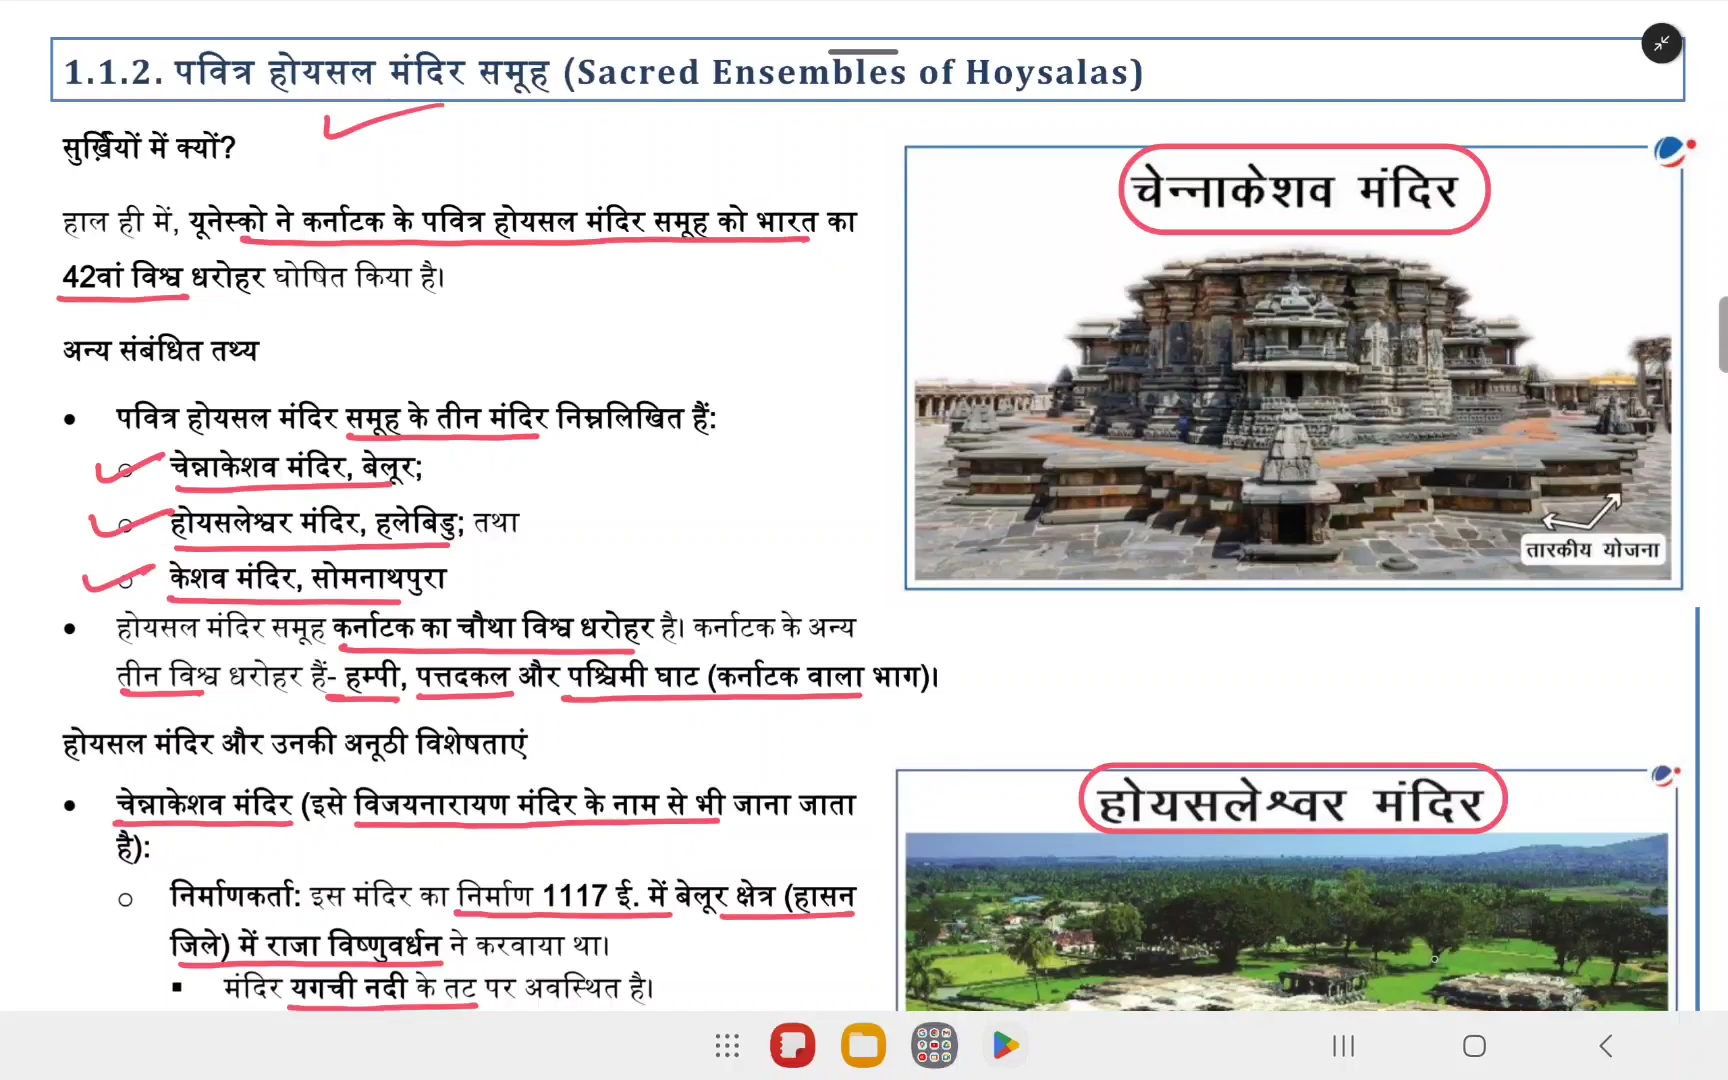 1.1.2. पवित्र होयसल मंदिर समूह (Sacred Ensembles of Hoysalas)
सुर्ख़ियों में क्यों?
हाल ही में, यूनेस्को ने कर्नाटक के पवित्र होयसल मंदिर समूह को भारत का
42वां विश्व धरोहर घोषित किया है।
अन्य संबंधित तथ्य
• पवित्र होयसल मंदिर समूह के तीन मंदिर निम्नलिखित हैं:
○ चेन्नाकेशव मंदिर, बेलूर;
○ होयसलेश्वर मंदिर, हलेबिडु; तथा
○ केशव मंदिर, सोमनाथपुरा
• होयसल मंदिर समूह कर्नाटक का चौथा विश्व धरोहर है। कर्नाटक के अन्य
तीन विश्व धरोहर हैं- हम्पी, पत्तदकल और पश्चिमी घाट (कर्नाटक वाला भाग)।
होयसल मंदिर और उनकी अनूठी विशेषताएं
• चेन्नाकेशव मंदिर (इसे विजयनारायण मंदिर के नाम से भी जाना जाता
है):
○ निर्माणकर्ता: इस मंदिर का निर्माण 1117 ई. में बेलूर क्षेत्र (हासन
जिले) में राजा विष्णुवर्धन ने करवाया था।
▪ मंदिर यगची नदी के तट पर अवस्थित है।
चेन्नाकेशव मंदिर
तारकीय योजना
होयसलेश्वर मंदिर